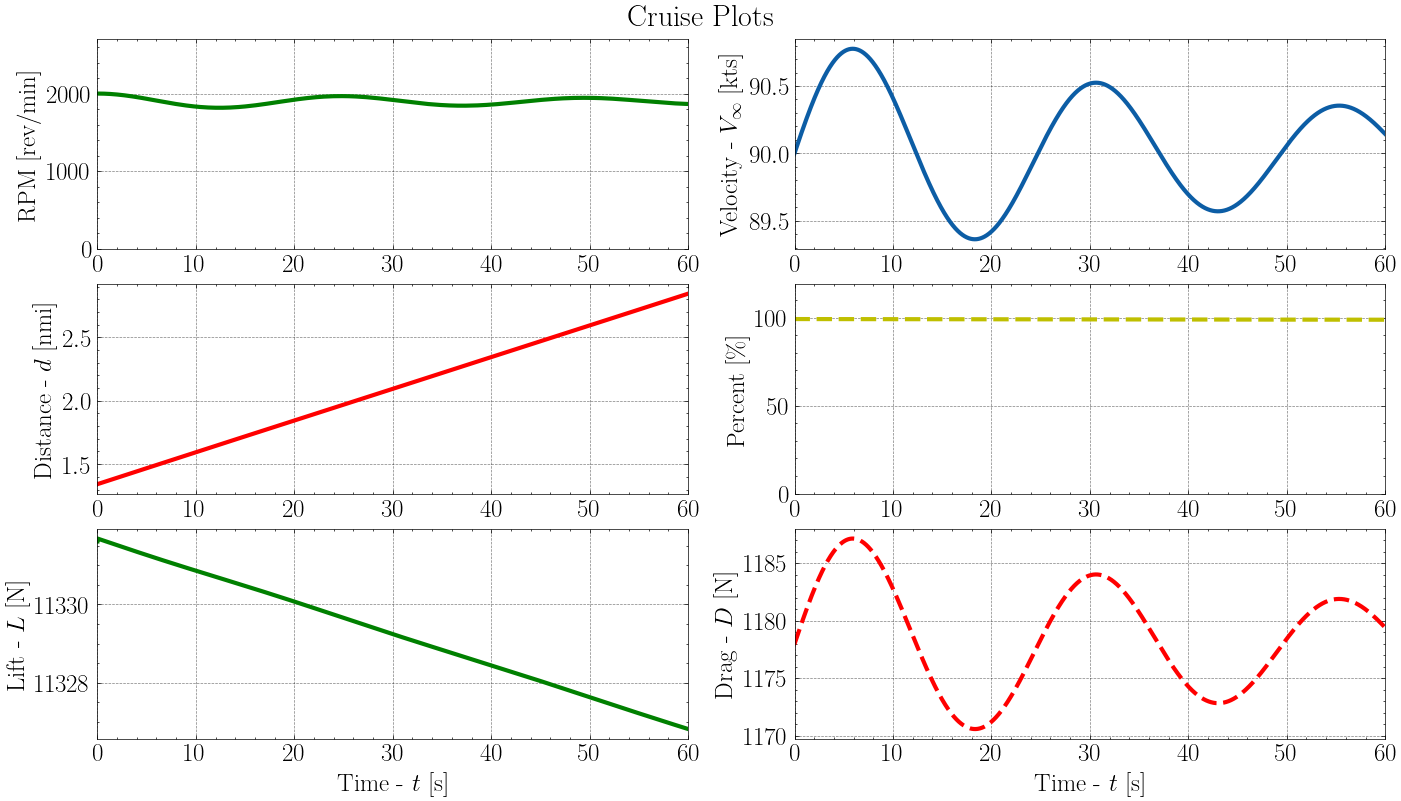 Cruise Plots
RPM [rev/min]
2000
1000
0
0 10 20 30 40 50 60
Velocity - V∞ [kts]
90.5
90.0
89.5
0 10 20 30 40 50 60
Distance - d [nmi]
2.5
2.0
1.5
0 10 20 30 40 50 60
Percent [%]
100
50
0
0 10 20 30 40 50 60
Lift - L [N]
11330
11328
0 10 20 30 40 50 60
Time - t [s]
Drag - D [N]
1185
1180
1175
1170
0 10 20 30 40 50 60
Time - t [s]